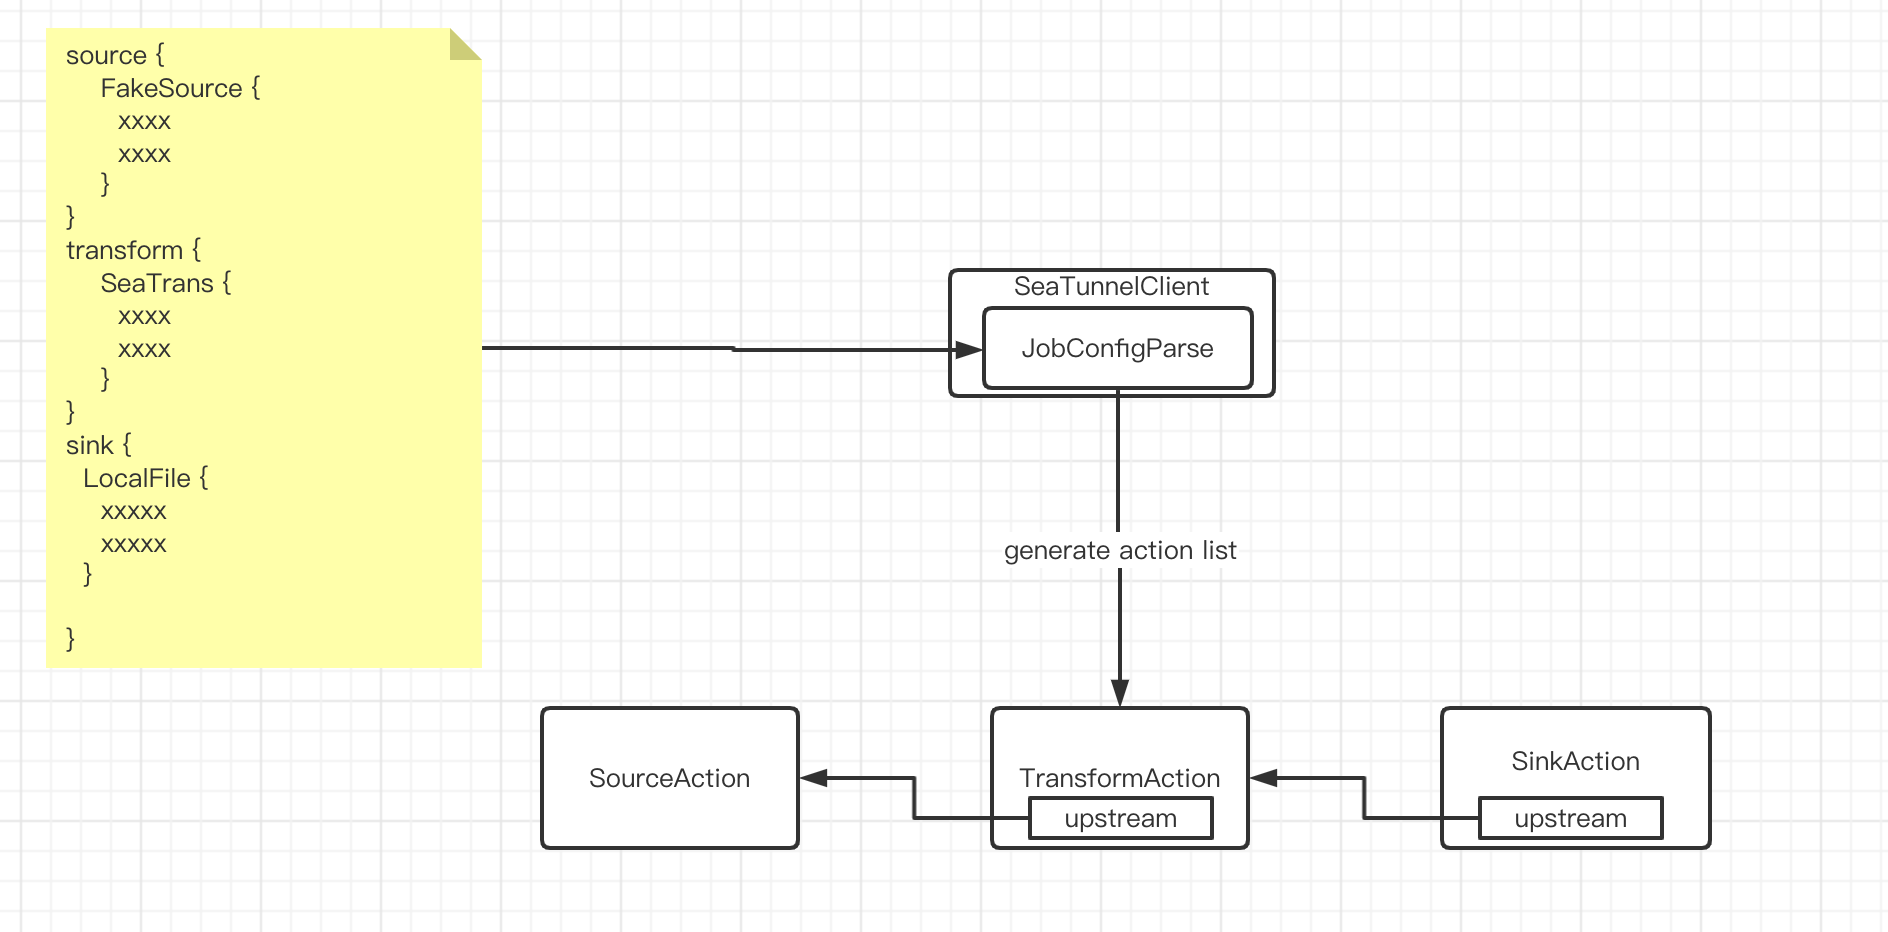 source {
FakeSource {
xxxx
xxxx
}
}
transform {
SeaTrans {
xxxx
xxxx
}
}
sink {
LocalFile {
xxxxx
xxxxx
}
}
SeaTunnelClient
JobConfigParse
generate action list
SourceAction
TransformAction
upstream
SinkAction
upstream